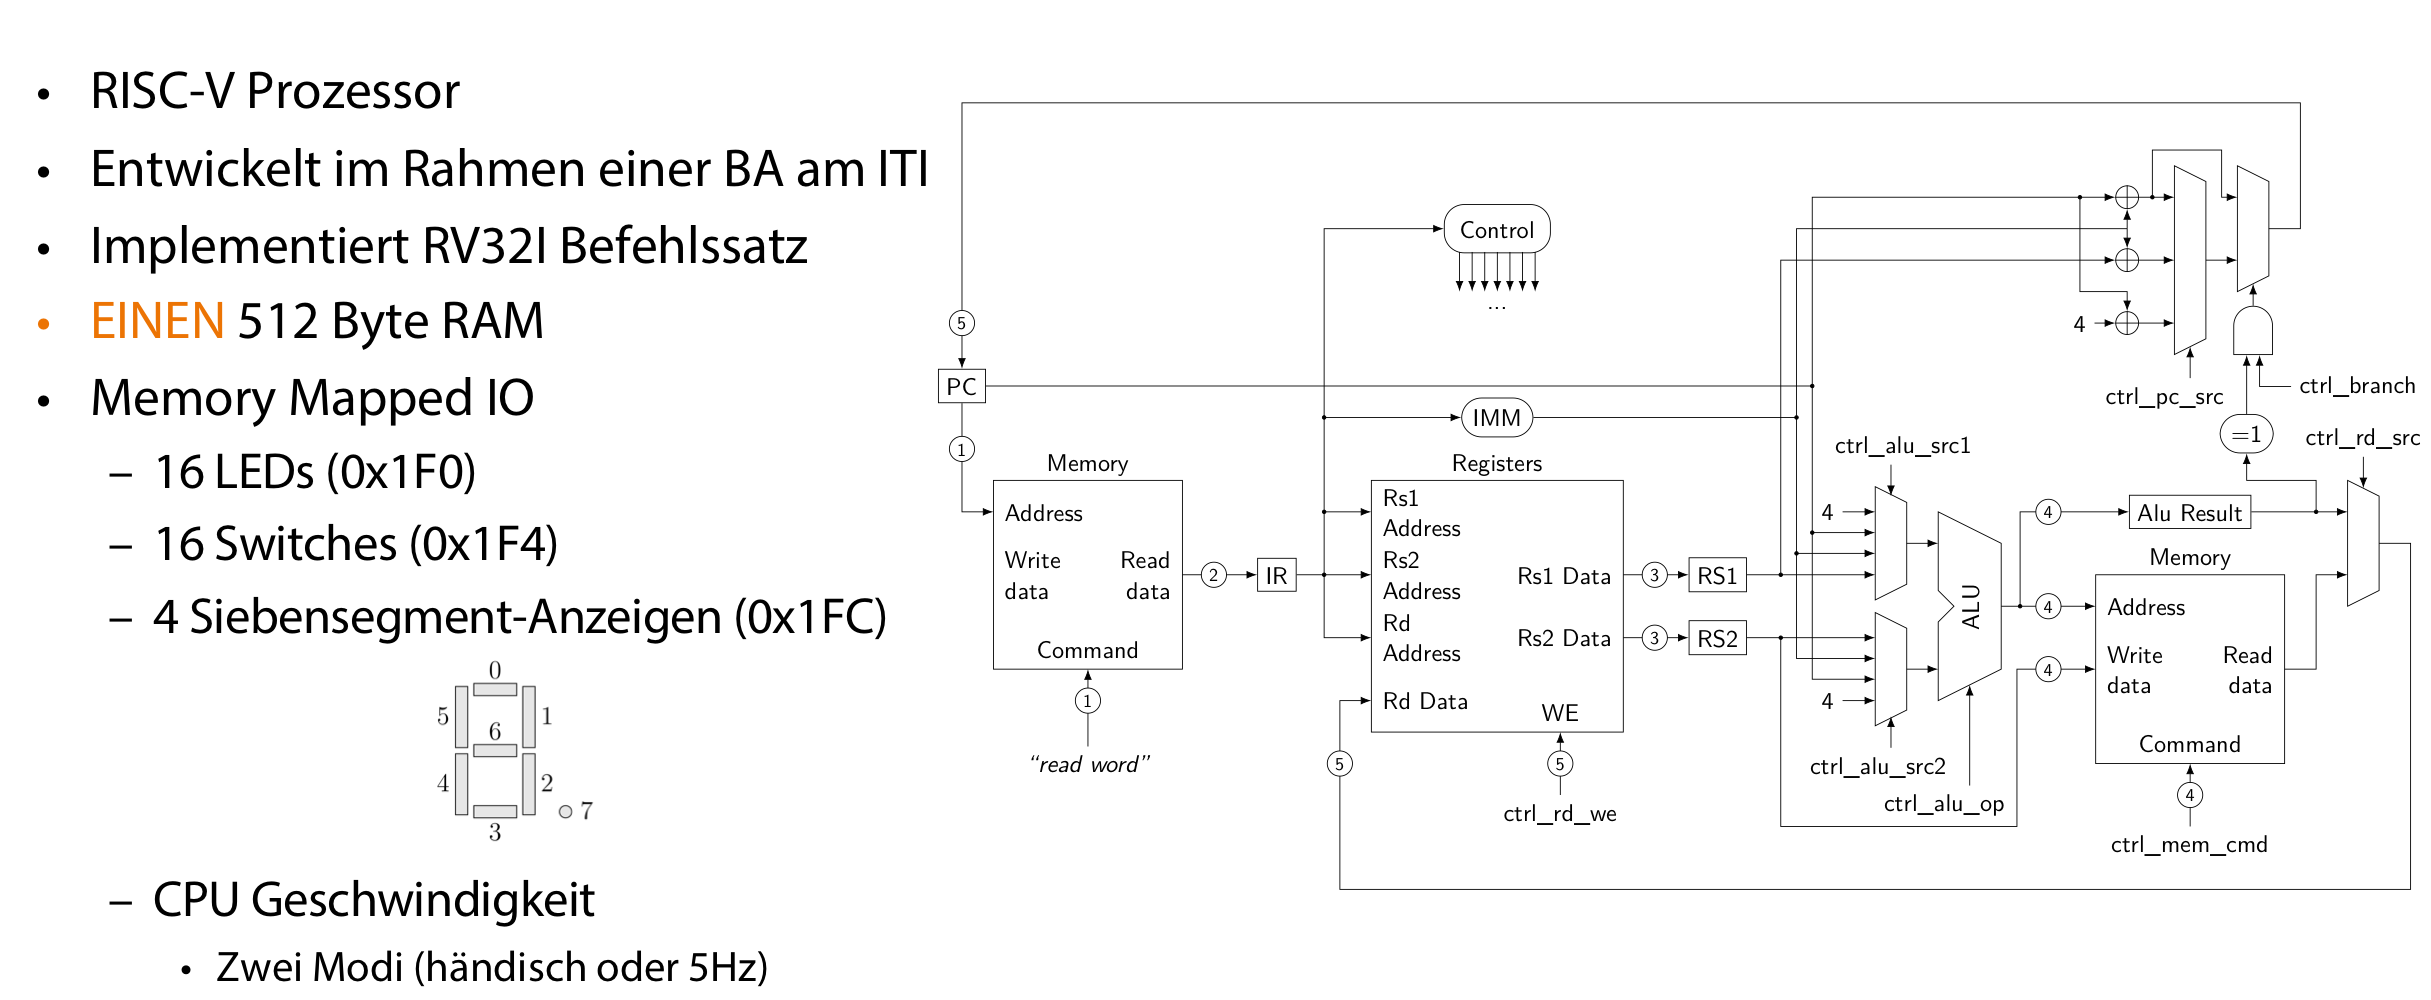 • RISC-V Prozessor
• Entwickelt im Rahmen einer BA am ITI
• Implementiert RV32I Befehlssatz
• EINEN 512 Byte RAM
• Memory Mapped IO
– 16 LEDs (0x1F0)
– 16 Switches (0x1F4)
– 4 Siebensegment-Anzeigen (0x1FC)
0
5
1
6
4
2
7
3
– CPU Geschwindigkeit
• Zwei Modi (händisch oder 5Hz)
Control
...
5
PC
1
4
ctrl_pc_src
ctrl_branch
=1
ctrl_rd_src
IMM
Memory
Address
Write
data
Read
data
Command
1
“read word”
2
IR
Registers
Rs1
Address
Rs2
Address
Rd
Address
Rd Data
Rs1 Data
Rs2 Data
WE
5
5
ctrl_rd_we
3
RS1
3
RS2
ctrl_alu_src1
4
4
ctrl_alu_src2
ALU
ctrl_alu_op
4
Alu Result
4
4
Memory
Address
Write
data
Read
data
Command
4
ctrl_mem_cmd